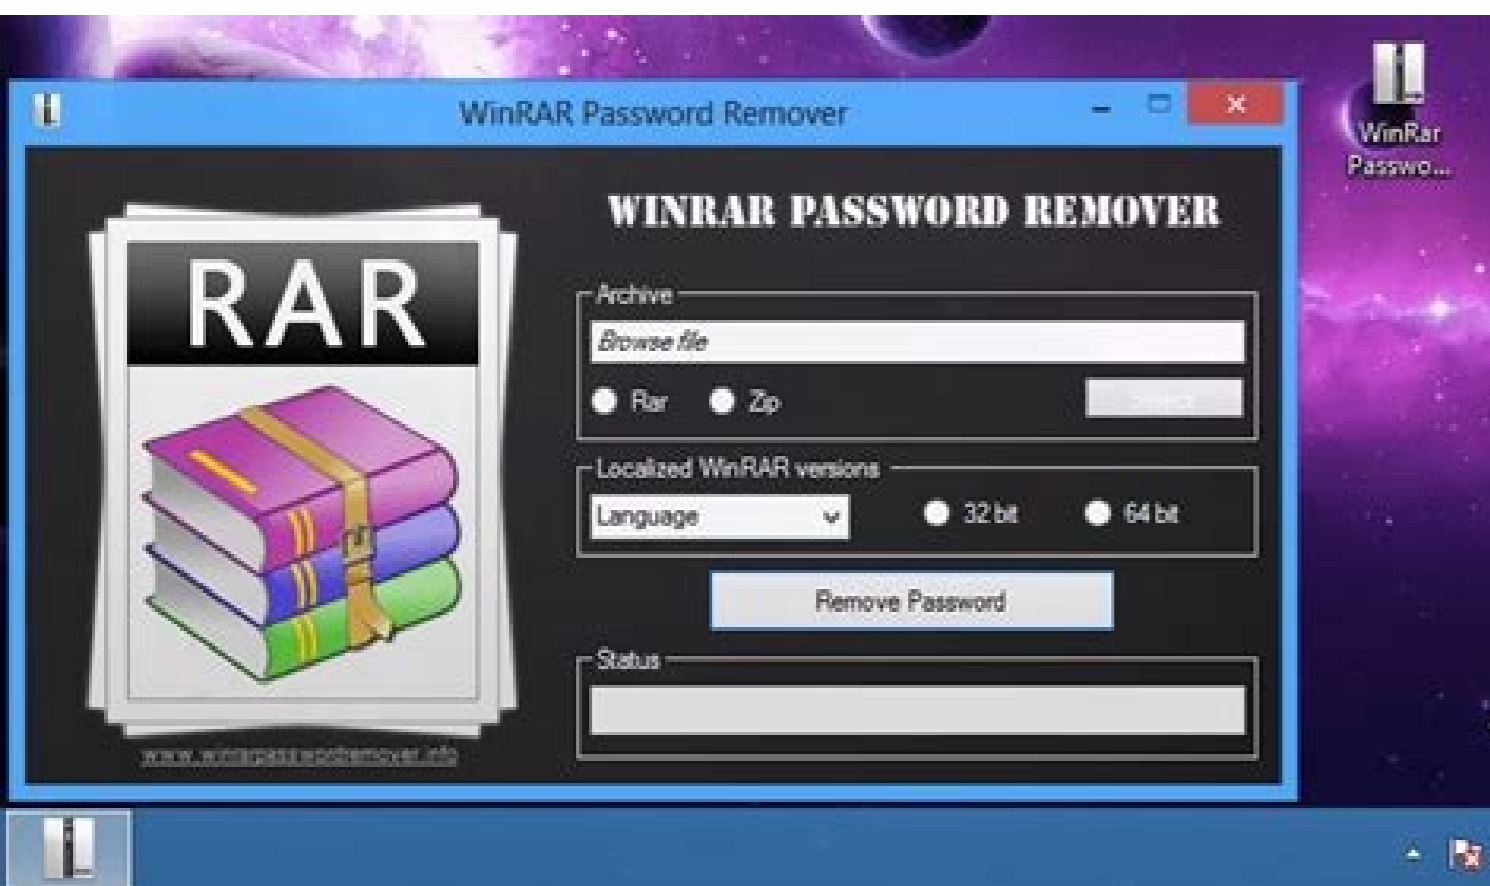 WinRAR Password Remover
WinRar
Passwo...
WINRAR PASSWORD REMOVER
RAR
Archive
Browse file
Rar
Zip
Localized WinRAR versions
Language
32 bit
64 bit
Remove Password
Status